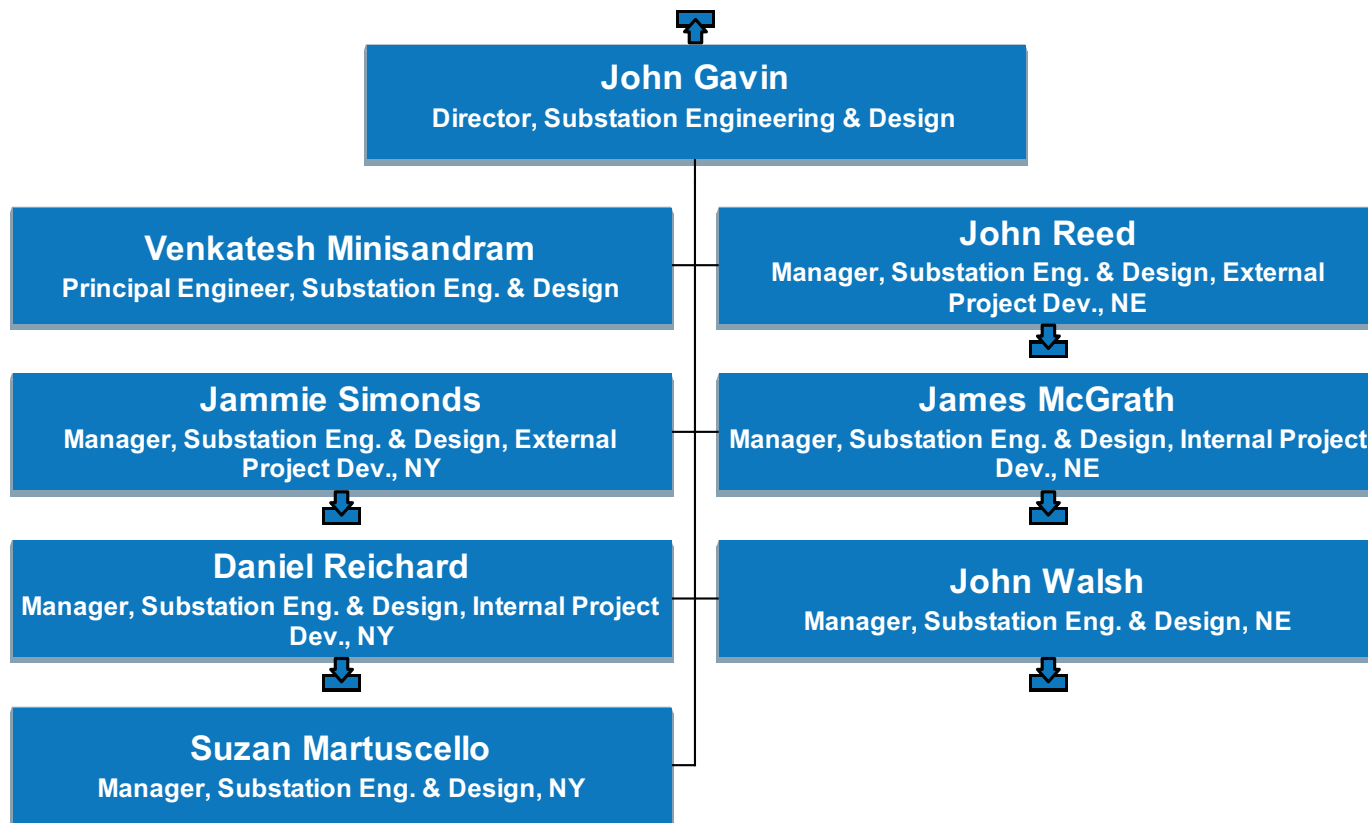 John Gavin
Director, Substation Engineering & Design
Venkatesh Minisandram
Principal Engineer, Substation Eng. & Design
John Reed
Manager, Substation Eng. & Design, External
Project Dev., NE
Jammie Simonds
Manager, Substation Eng. & Design, External
Project Dev., NY
James McGrath
Manager, Substation Eng. & Design, Internal Project
Dev., NE
Daniel Reichard
Manager, Substation Eng. & Design, Internal Project
Dev., NY
John Walsh
Manager, Substation Eng. & Design, NE
Suzan Martuscello
Manager, Substation Eng. & Design, NY